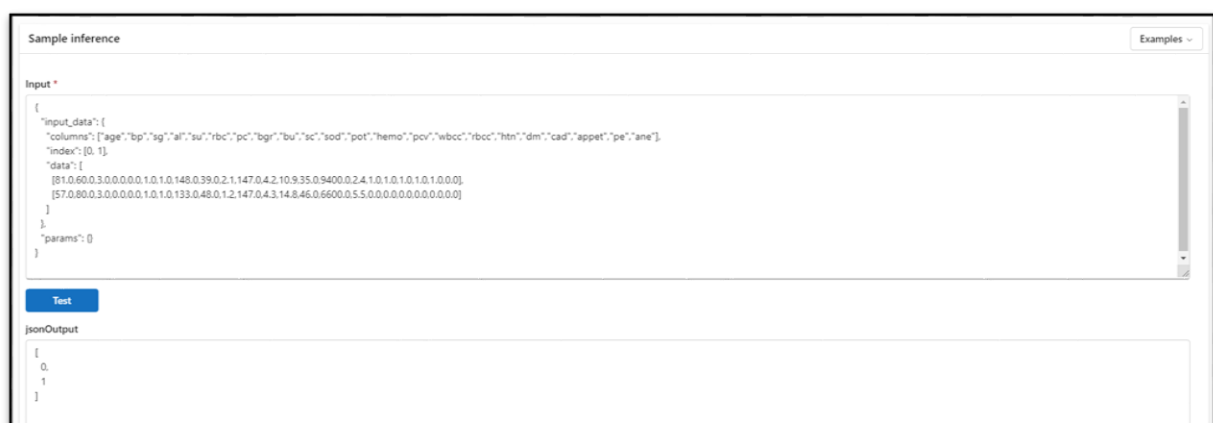 Sample inference
Examples
Input *
{
"input_data": {
"columns": ["age","bp","sg","al","su","rbc","pc","bgr","bu","sc","sod","pot","hemo","pcv","wbcc","rbcc","htn","dm","cad","appet","pe","ane"],
"index": [0, 1],
"data": [
[81.0,60.0,3.0,0.0,0.0,1.0,1.0,148.0,39.0,2.1,147.0,4.2,10.9,35.0,9400.0,2.4,1.0,1.0,1.0,1.0,1.0,0.0],
[57.0,80.0,3.0,0.0,0.0,1.0,1.0,133.0,48.0,1.2,147.0,4.3,14.8,46.0,6600.0,5.5,0.0,0.0,0.0,0.0,0.0,0.0]
]
},
"params": {}
}
Test
jsonOutput
[
0,
1
]